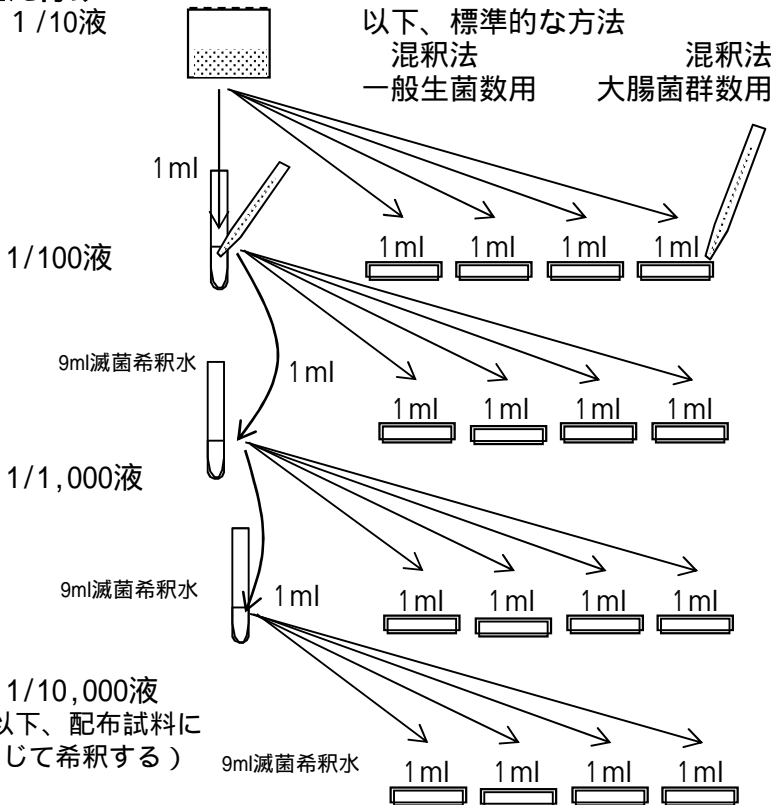 1/10液
以下、標準的な方法
混釈法 混釈法
一般生菌数用 大腸菌群数用
1ml
1ml 1ml 1ml 1ml
1/100液
9ml滅菌希釈水
1ml
1ml 1ml 1ml 1ml
1/1,000液
9ml滅菌希釈水
1ml
1ml 1ml 1ml 1ml
1/10,000液
以下、配布試料に
じて希釈する)
9ml滅菌希釈水
1ml 1ml 1ml 1ml